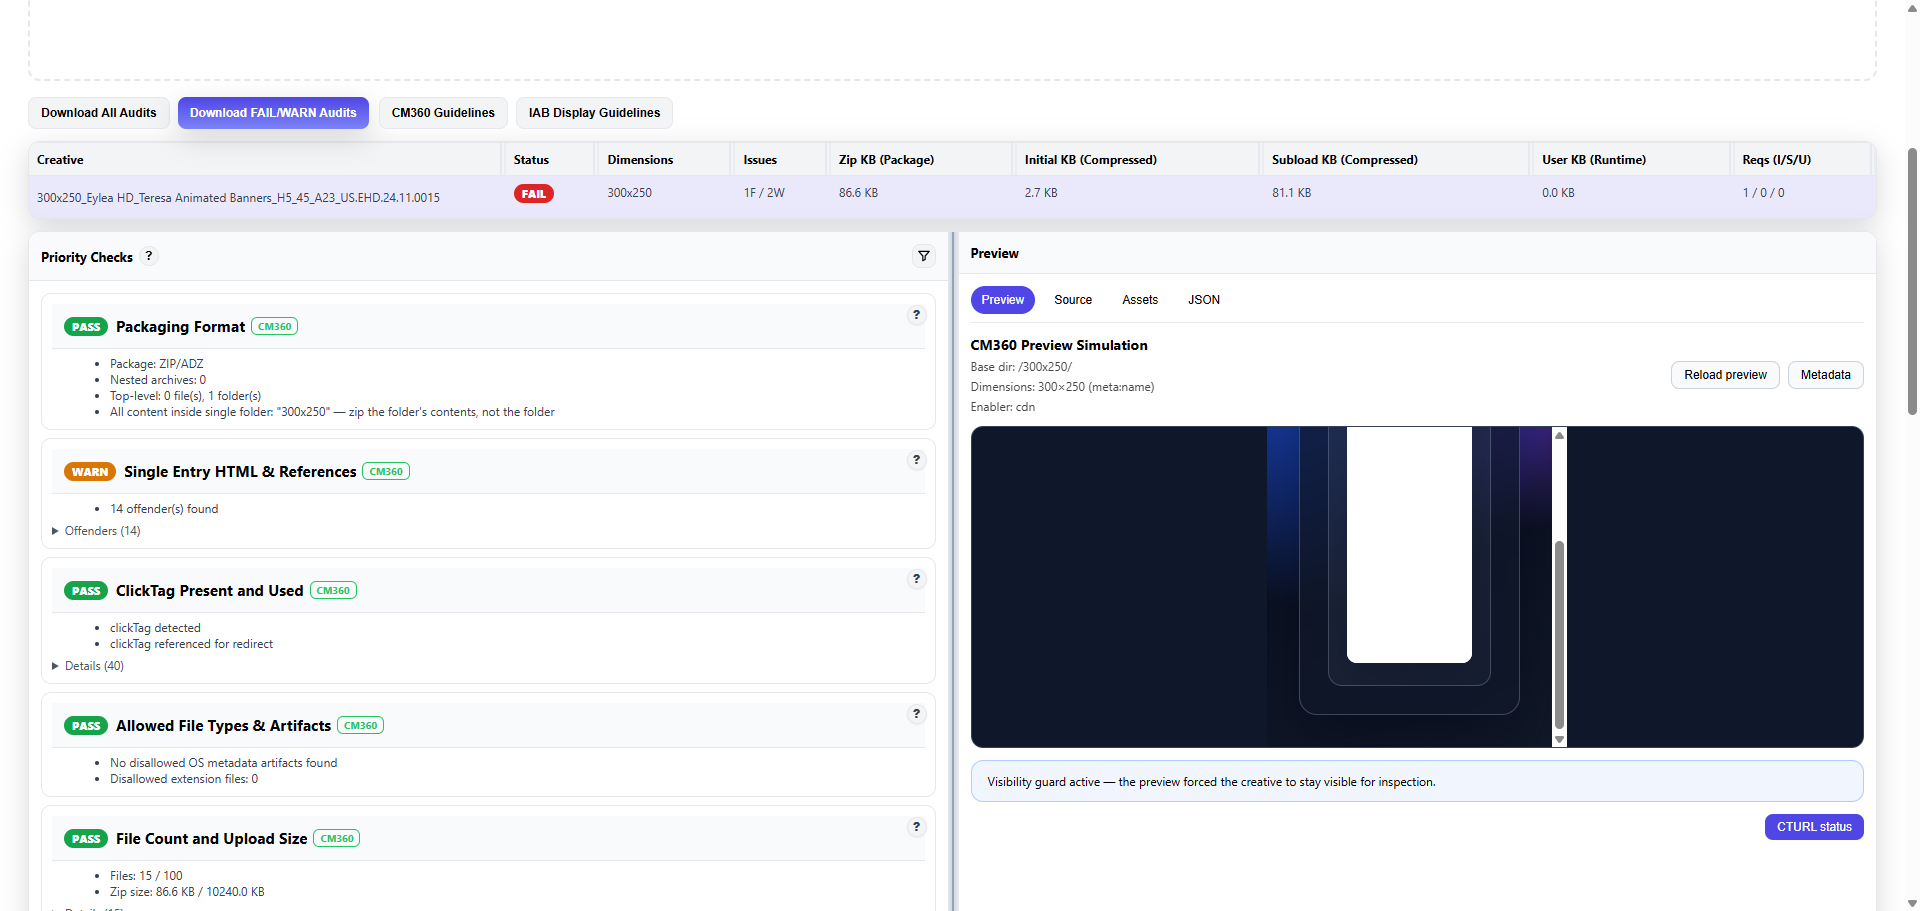 Download All Audits
Download FAIL/WARN Audits
CM360 Guidelines
IAB Display Guidelines
Creative
Status
Dimensions
Issues
Zip KB (Package)
Initial KB (Compressed)
Subload KB (Compressed)
User KB (Runtime)
Reqs (I/S/U)
300x250_Eylea HD_Teresa Animated Banners_H5_45_A23_US.EHD.24.11.0015
FAIL
300x250
1F / 2W
86.6 KB
2.7 KB
81.1 KB
0.0 KB
1 / 0 / 0
Priority Checks
?
PASS
Packaging Format
CM360
?
Package: ZIP/ADZ
Nested archives: 0
Top-level: 0 file(s), 1 folder(s)
All content inside single folder: "300x250" — zip the folder's contents, not the folder
WARN
Single Entry HTML & References
CM360
?
14 offender(s) found
Offenders (14)
PASS
ClickTag Present and Used
CM360
?
clickTag detected
clickTag referenced for redirect
Details (40)
PASS
Allowed File Types & Artifacts
CM360
?
No disallowed OS metadata artifacts found
Disallowed extension files: 0
PASS
File Count and Upload Size
CM360
?
Files: 15 / 100
Zip size: 86.6 KB / 10240.0 KB
Preview
Preview
Source
Assets
JSON
CM360 Preview Simulation
Base dir: /300x250/
Dimensions: 300×250 (meta:name)
Enabler: cdn
Reload preview
Metadata
Visibility guard active — the preview forced the creative to stay visible for inspection.
CTURL status